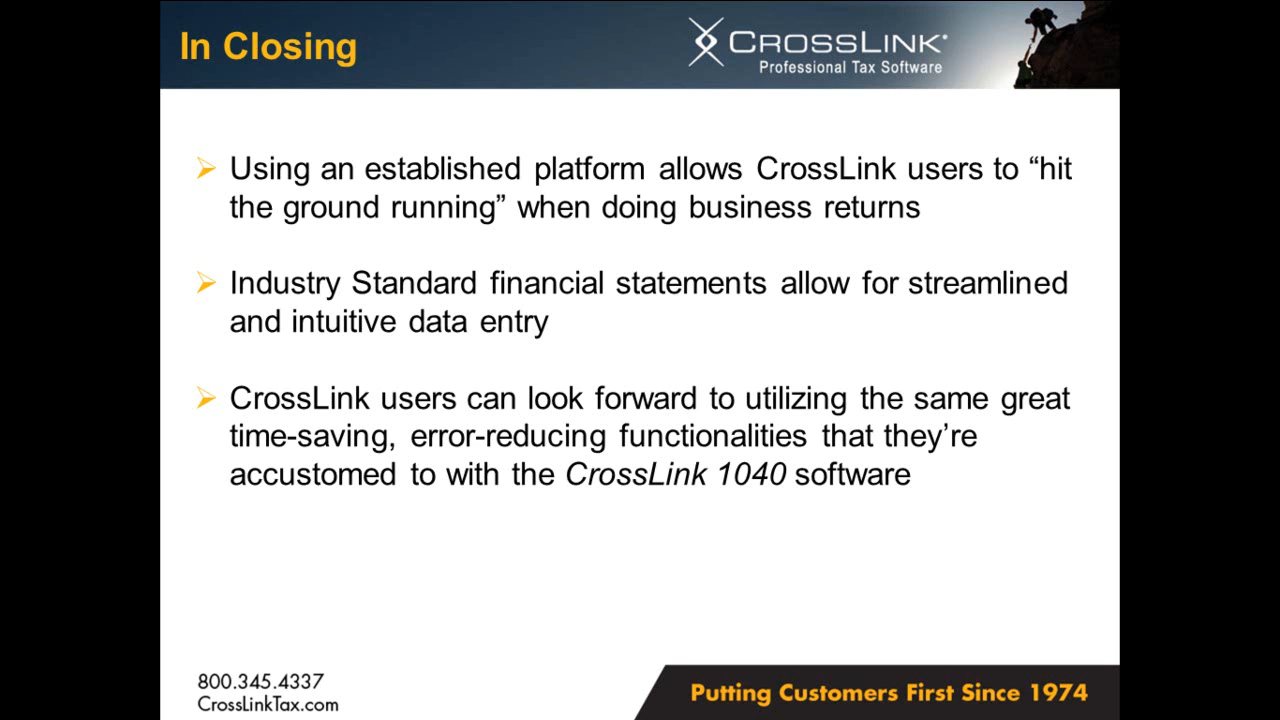 In Closing
CROSSLINK®
Professional Tax Software
Using an established platform allows CrossLink users to “hit
the ground running” when doing business returns
Industry Standard financial statements allow for streamlined
and intuitive data entry
CrossLink users can look forward to utilizing the same great
time-saving, error-reducing functionalities that they’re
accustomed to with the CrossLink 1040 software
800.345.4337
CrossLinkTax.com
Putting Customers First Since 1974